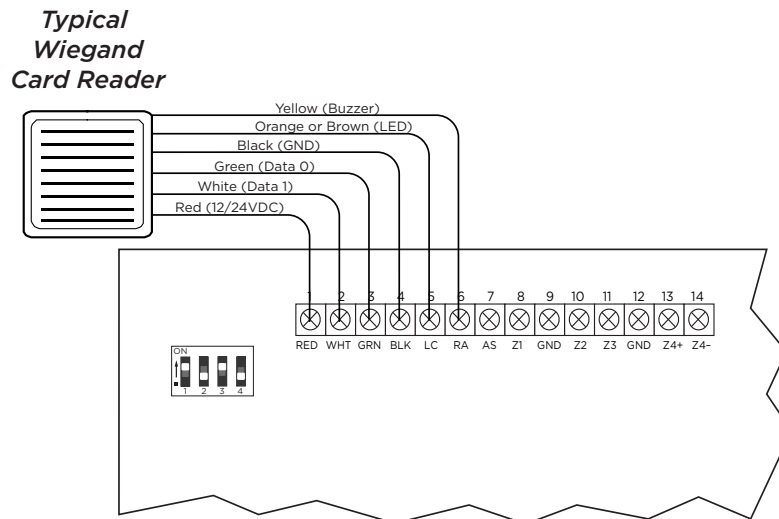 Typical
Wiegand
Card Reader
Yellow (Buzzer)
Orange or Brown (LED)
Black (GND)
Green (Data 0)
White (Data 1)
Red (12/24VDC)
1 2 3 4 5 6 7 8 9 10 11 12 13 14
RED WHT GRN BLK LC RA AS Z1 GND Z2 Z3 GND Z4+ Z4-
ON
1 2 3 4